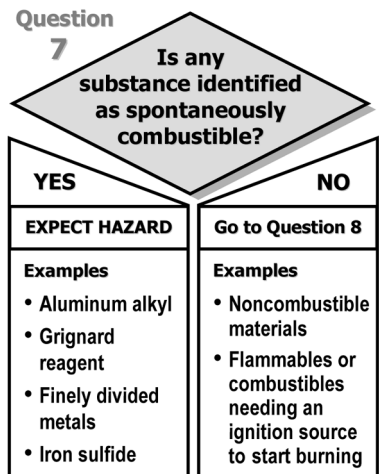 Question
7
Is any
substance identified
as spontaneously
combustible?
YES
NO
EXPECT HAZARD
Go to Question 8
Examples
• Aluminum alkyl
• Grignard
reagent
• Finely divided
metals
• Iron sulfide
Examples
• Noncombustible
materials
• Flammables or
combustibles
needing an
ignition source
to start burning